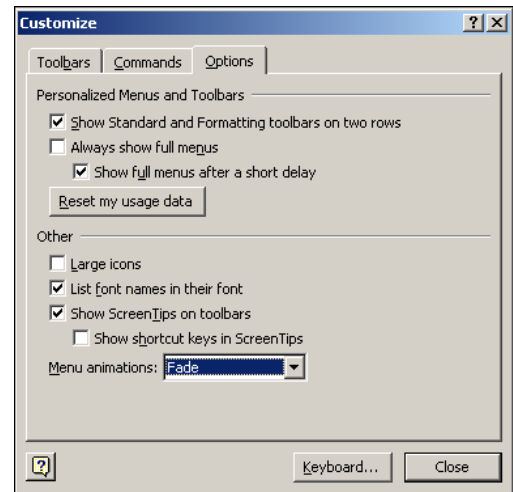 Customize
Toolbars Commands Options
Personalized Menus and Toolbars
Show Standard and Formatting toolbars on two rows
Always show full menus
Show full menus after a short delay
Reset my usage data
Other
Large icons
List font names in their font
Show ScreenTips on toolbars
Show shortcut keys in ScreenTips
Menu animations: Fade
Keyboard... Close